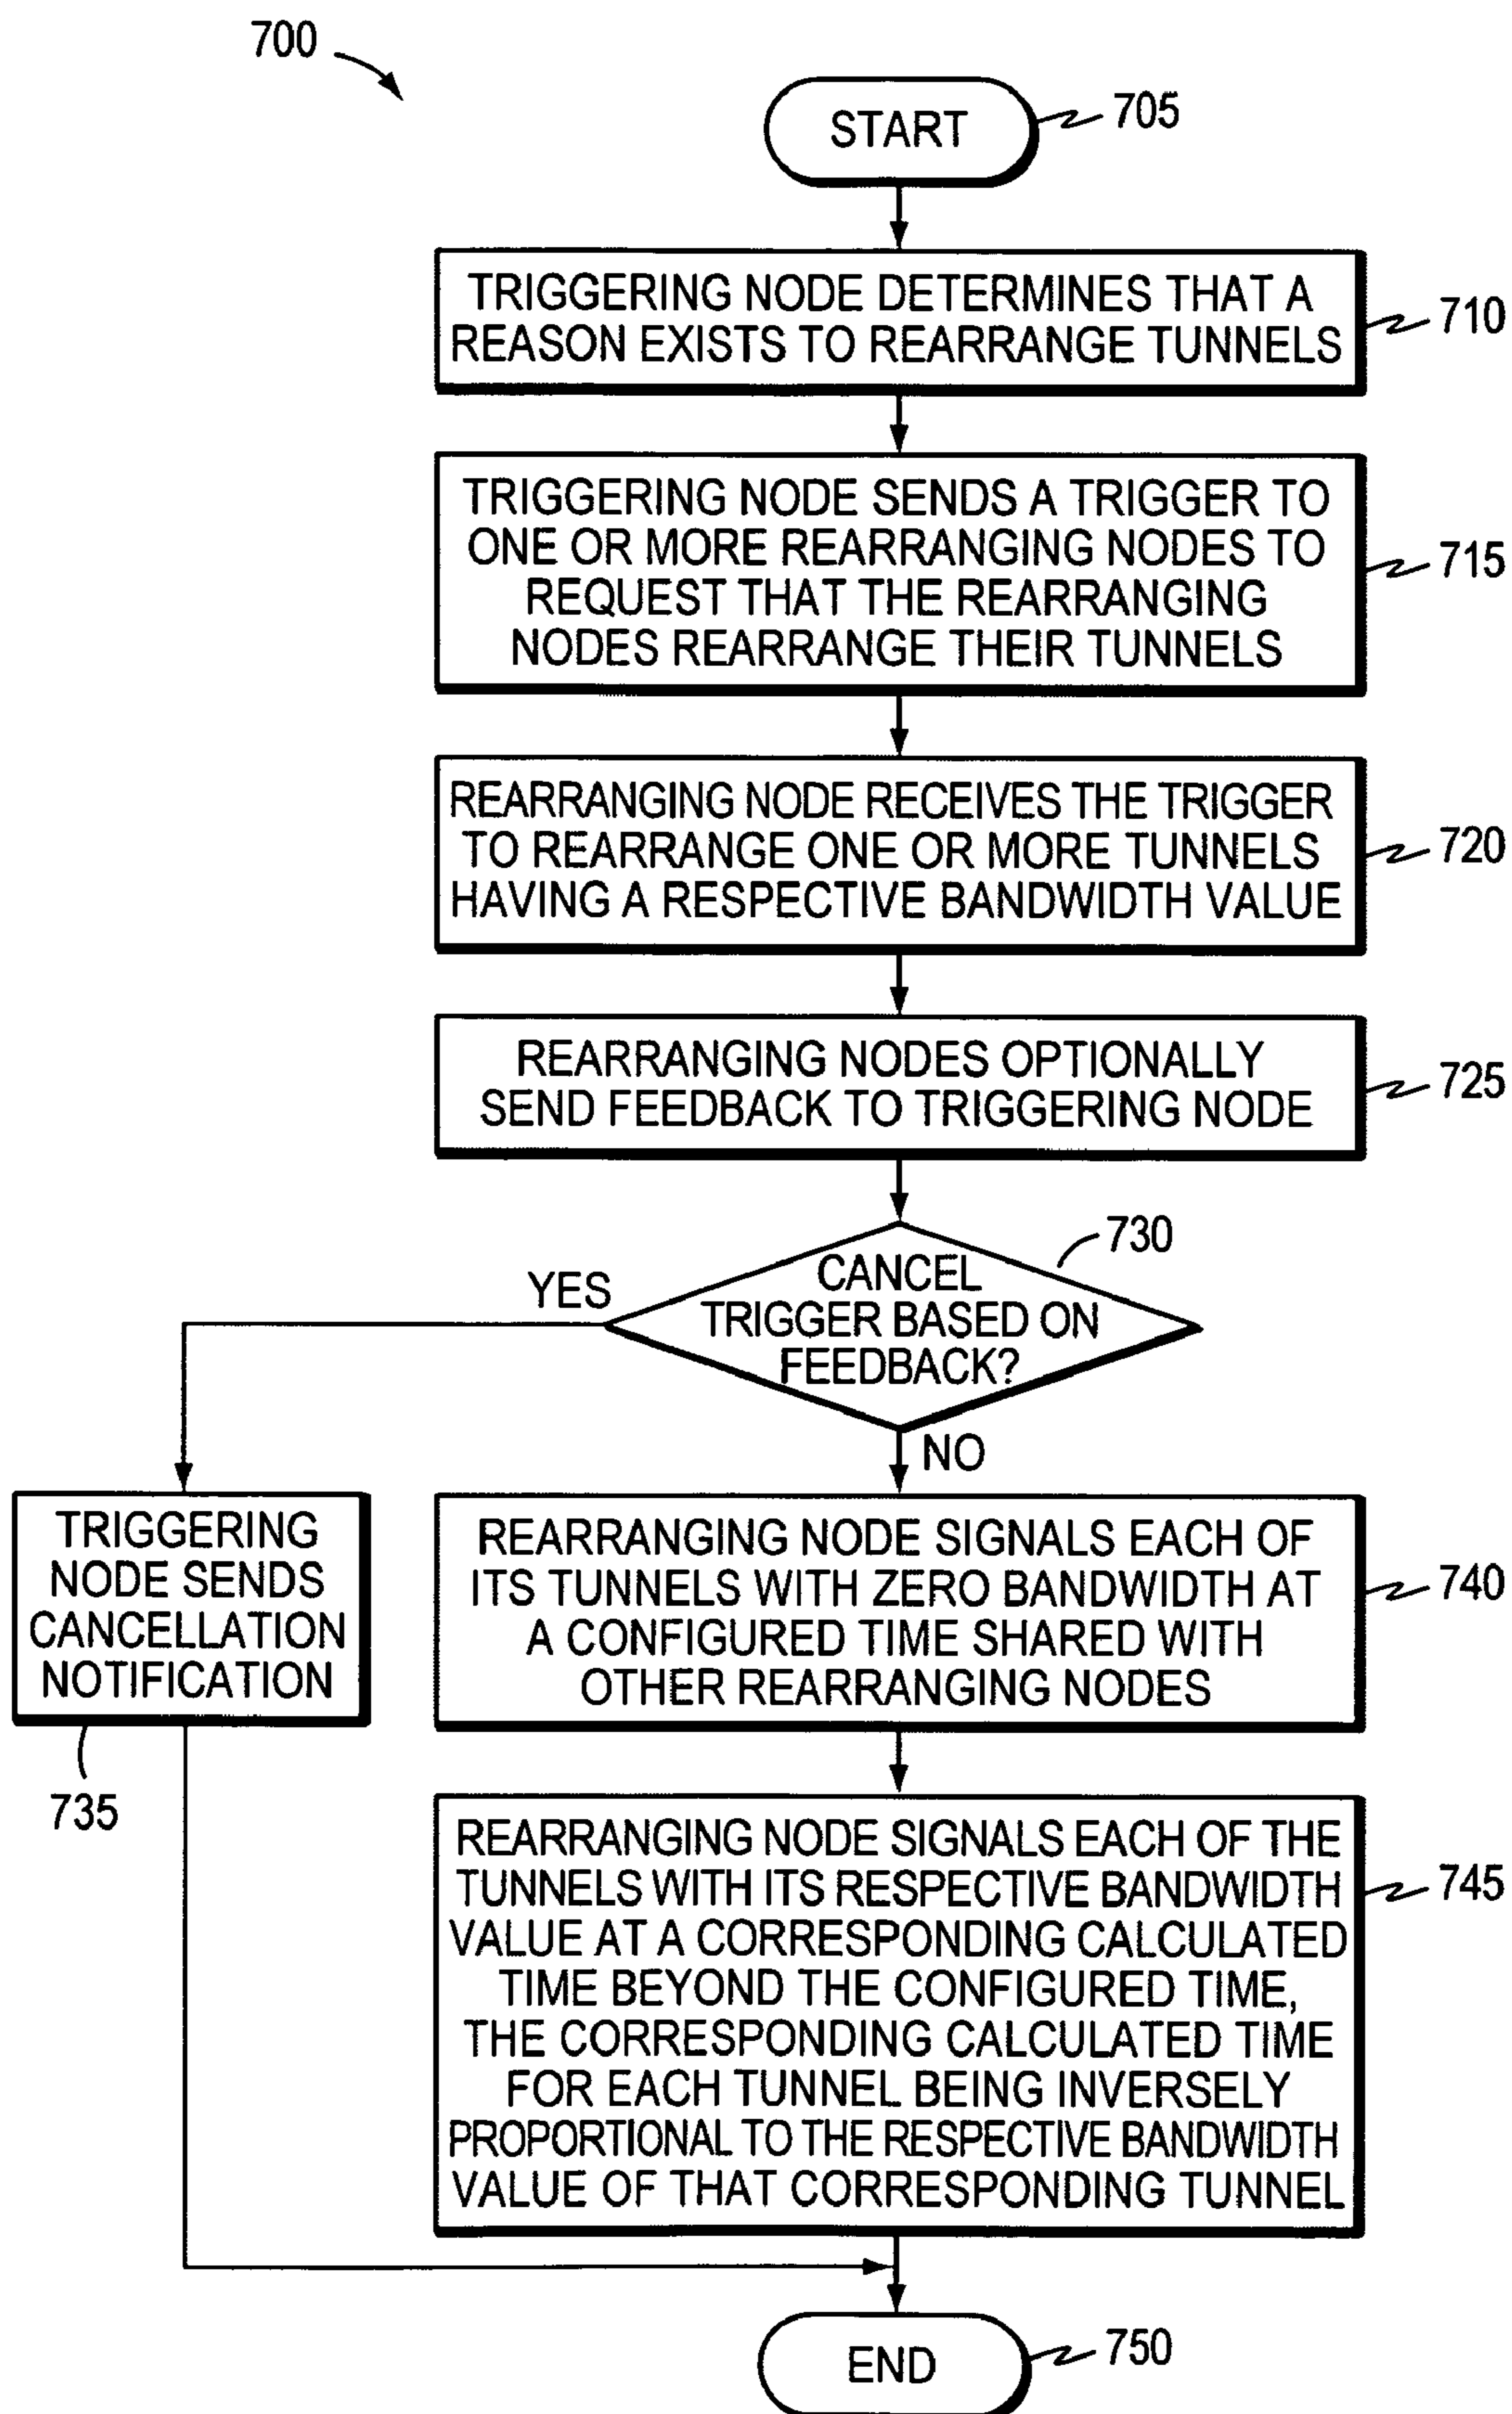 700
START
705
TRIGGERING NODE DETERMINES THAT A
REASON EXISTS TO REARRANGE TUNNELS
710
TRIGGERING NODE SENDS A TRIGGER TO
ONE OR MORE REARRANGING NODES TO
REQUEST THAT THE REARRANGING
NODES REARRANGE THEIR TUNNELS
715
REARRANGING NODE RECEIVES THE TRIGGER
TO REARRANGE ONE OR MORE TUNNELS
HAVING A RESPECTIVE BANDWIDTH VALUE
720
REARRANGING NODES OPTIONALLY
SEND FEEDBACK TO TRIGGERING NODE
725
730
CANCEL
TRIGGER BASED ON
FEEDBACK?
YES
NO
TRIGGERING
NODE SENDS
CANCELLATION
NOTIFICATION
735
REARRANGING NODE SIGNALS EACH OF
ITS TUNNELS WITH ZERO BANDWIDTH AT
A CONFIGURED TIME SHARED WITH
OTHER REARRANGING NODES
740
REARRANGING NODE SIGNALS EACH OF THE
TUNNELS WITH ITS RESPECTIVE BANDWIDTH
VALUE AT A CORRESPONDING CALCULATED
TIME BEYOND THE CONFIGURED TIME,
THE CORRESPONDING CALCULATED TIME
FOR EACH TUNNEL BEING INVERSELY
PROPORTIONAL TO THE RESPECTIVE BANDWIDTH
VALUE OF THAT CORRESPONDING TUNNEL
745
END
750